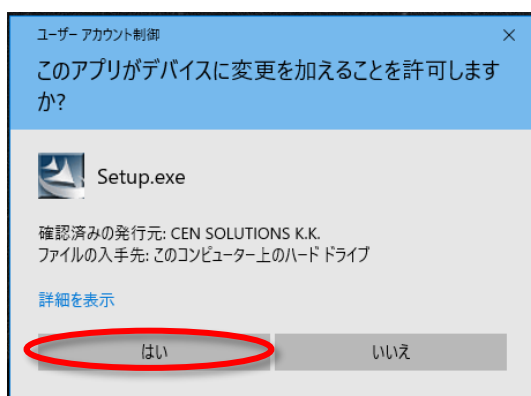 ユーザー アカウント制御
このアプリがデバイスに変更を加えることを許可します
か?
Setup.exe
確認済みの発行元: CEN SOLUTIONS K.K.
ファイルの入手先: このコンピューター上のハード ドライブ
詳細を表示
はい
いいえ